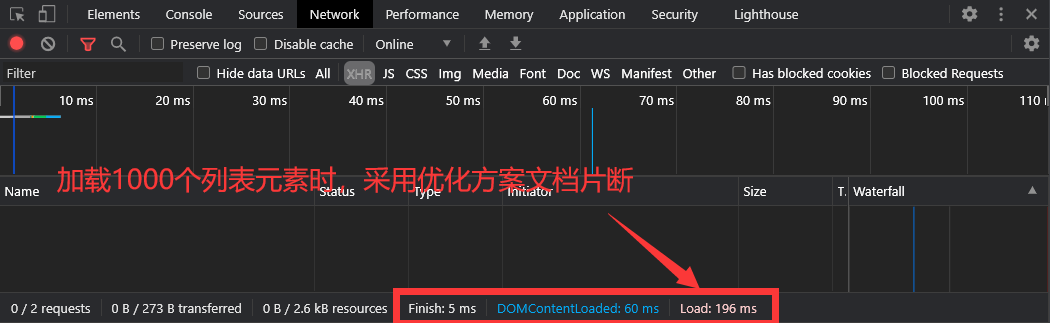 Elements Console Sources Network Performance Memory Application Security Lighthouse
Preserve log Disable cache Online
Filter Hide data URLs All XHR JS CSS Img Media Font Doc WS Manifest Other Has blocked cookies Blocked Requests
10 ms 20 ms 30 ms 40 ms 50 ms 60 ms 70 ms 80 ms 90 ms 100 ms 110
加载1000个列表元素时，采用优化方案文档片断
Name Status Type Initiator Size T. Waterfall
0 / 2 requests 0 B / 273 B transferred 0 B / 2.6 kB resources Finish: 5 ms DOMContentLoaded: 60 ms Load: 196 ms